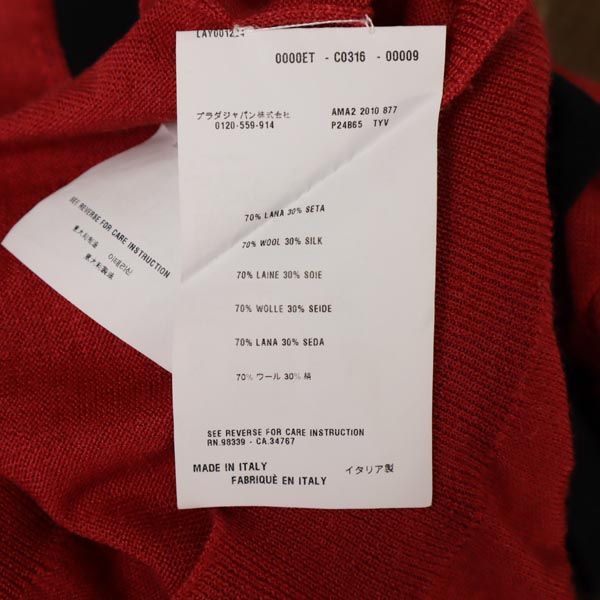 LAY001224
0000ET - C0316 - 00009
プラダジャパン株式会社
0120-559-914
AMA2 2010 877
P24B65 TYV
70% LANA 30% SETA
70% WOOL 30% SILK
70% LAINE 30% SOIE
70% WOLLE 30% SEIDE
70% LANA 30% SEDA
70% ウール 30% 絹
SEE REVERSE FOR CARE INSTRUCTION
RN.98339 - CA.34767
MADE IN ITALY イタリア製
FABRIQUÈ EN ITALY
SEE REVERSE FOR CARE INSTRUCTION